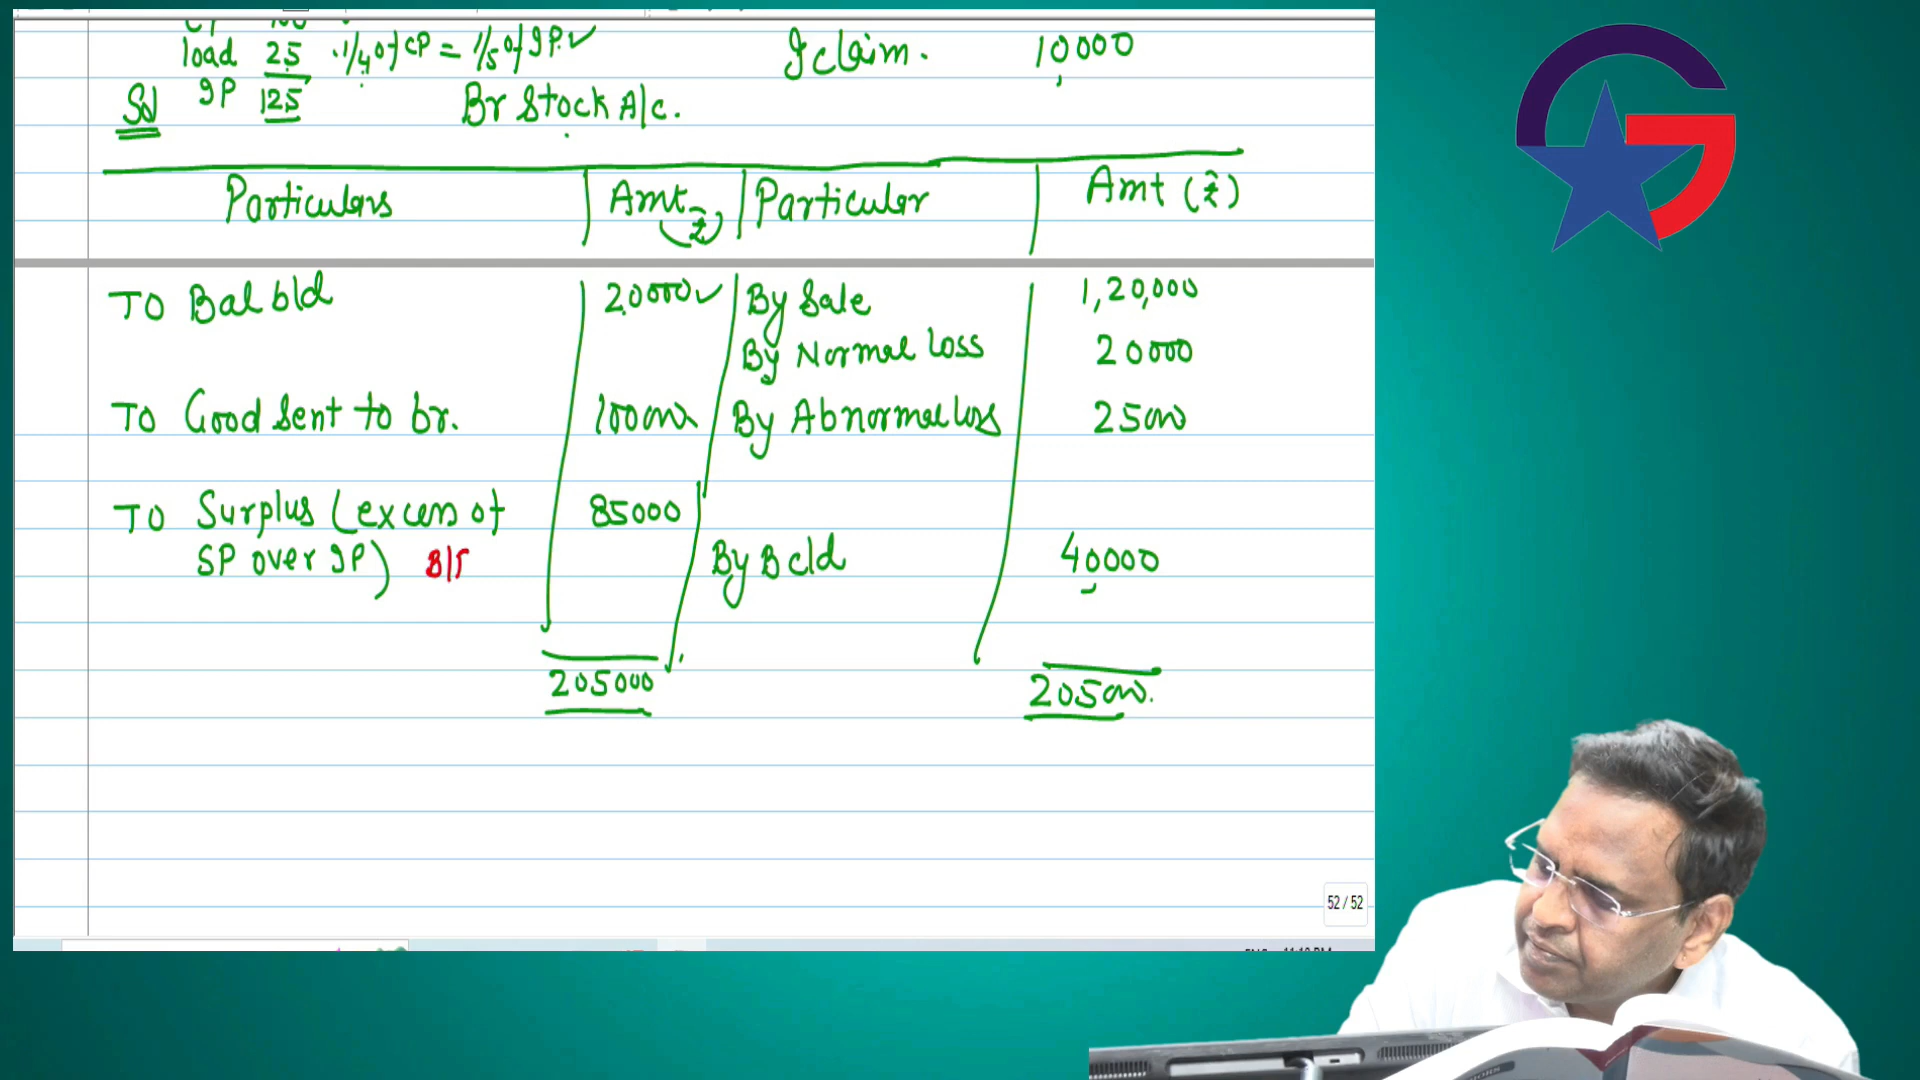 load 25 . 1/4 of CP = 1/5 of IP. ✓ I claim. 10000
Sol IP 125 Br Stock A/c.
Particulars Amt (₹) Particular Amt (₹)
TO Bal b/d 20000 ✓ By Sale 1,20,000
By Normal Loss 20000
TO Good Sent to br. 100000 By Abnormal loss 25000
TO Surplus (excess of 85000
SP over IP) B/F By B c/d 40000
205000 205000.
52 / 52